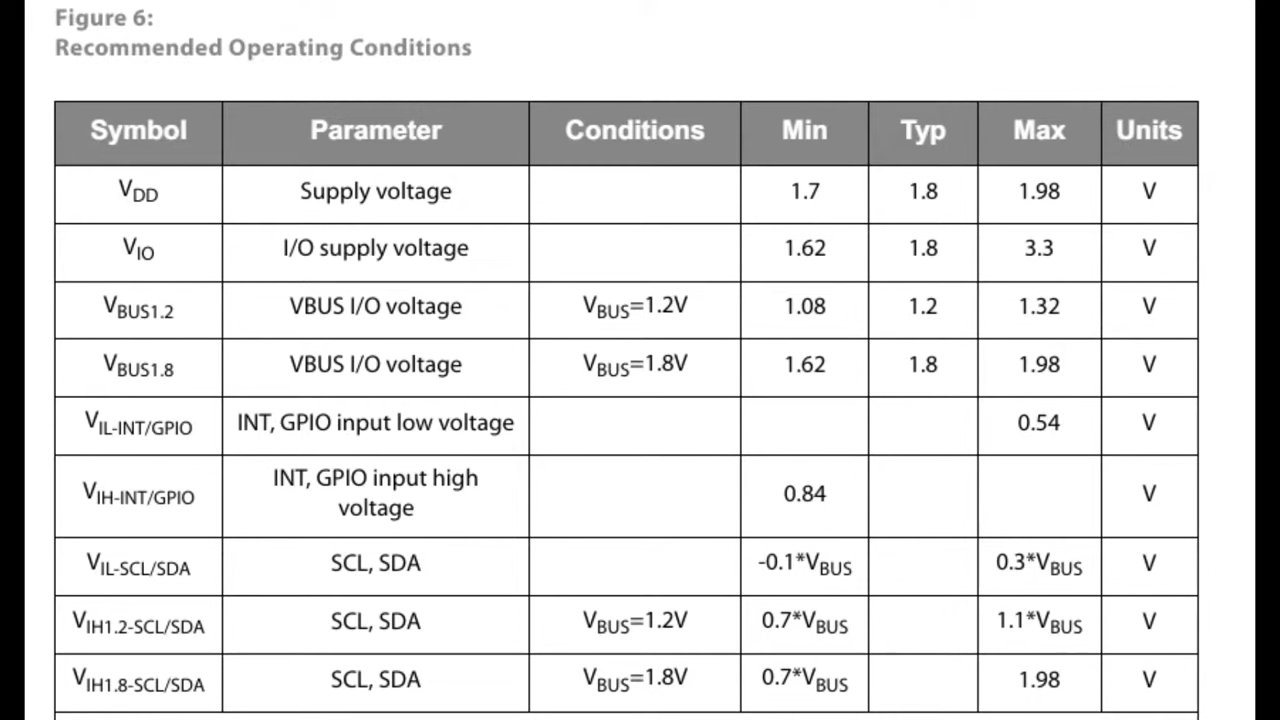 Figure 6:
Recommended Operating Conditions
Symbol Parameter Conditions Min Typ Max Units
VDD Supply voltage 1.7 1.8 1.98 V
VIO I/O supply voltage 1.62 1.8 3.3 V
VBUS1.2 VBUS I/O voltage VBUS=1.2V 1.08 1.2 1.32 V
VBUS1.8 VBUS I/O voltage VBUS=1.8V 1.62 1.8 1.98 V
VIL-INT/GPIO INT, GPIO input low voltage 0.54 V
VIH-INT/GPIO INT, GPIO input high
voltage 0.84 V
VIL-SCL/SDA SCL, SDA -0.1*VBUS 0.3*VBUS V
VIH1.2-SCL/SDA SCL, SDA VBUS=1.2V 0.7*VBUS 1.1*VBUS V
VIH1.8-SCL/SDA SCL, SDA VBUS=1.8V 0.7*VBUS 1.98 V